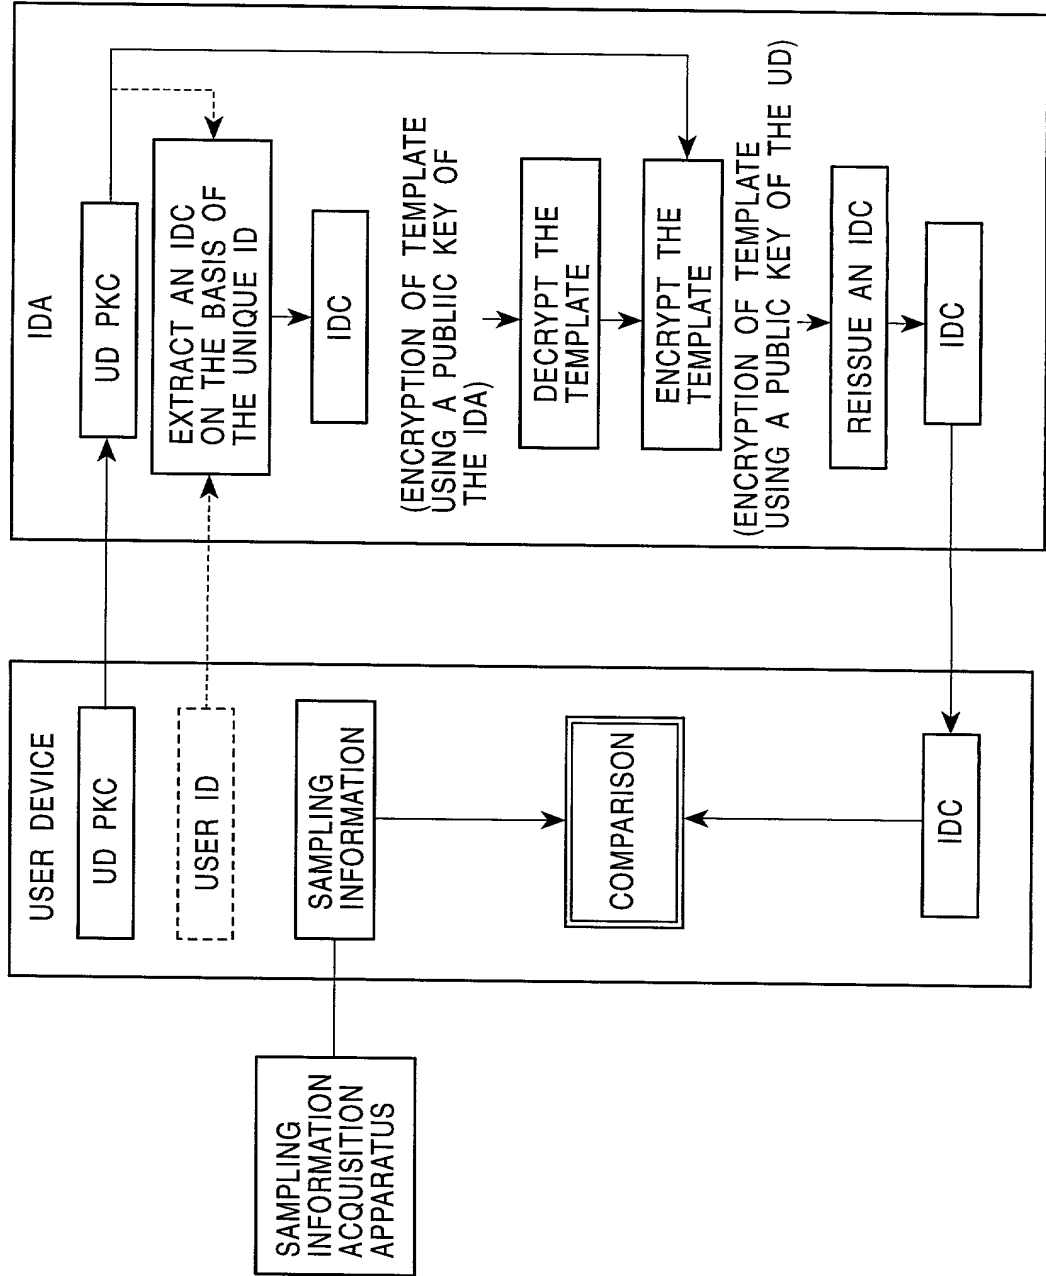 SAMPLING
INFORMATION
ACQUISITION
APPARATUS
USER DEVICE
UD PKC
USER ID
SAMPLING
INFORMATION
COMPARISON
IDC
IDA
UD PKC
EXTRACT AN IDC
ON THE BASIS OF
THE UNIQUE ID
IDC
(ENCRYPTION OF TEMPLATE
USING A PUBLIIC KEY OF
THE IDA)
DECRYPT THE
TEMPLATE
ENCRYPT THE
TEMPLATE
(ENCRYPTION OF TEMPLATE
USING A PUBLIC KEY OF THE UD)
REISSUE AN IDC
IDC